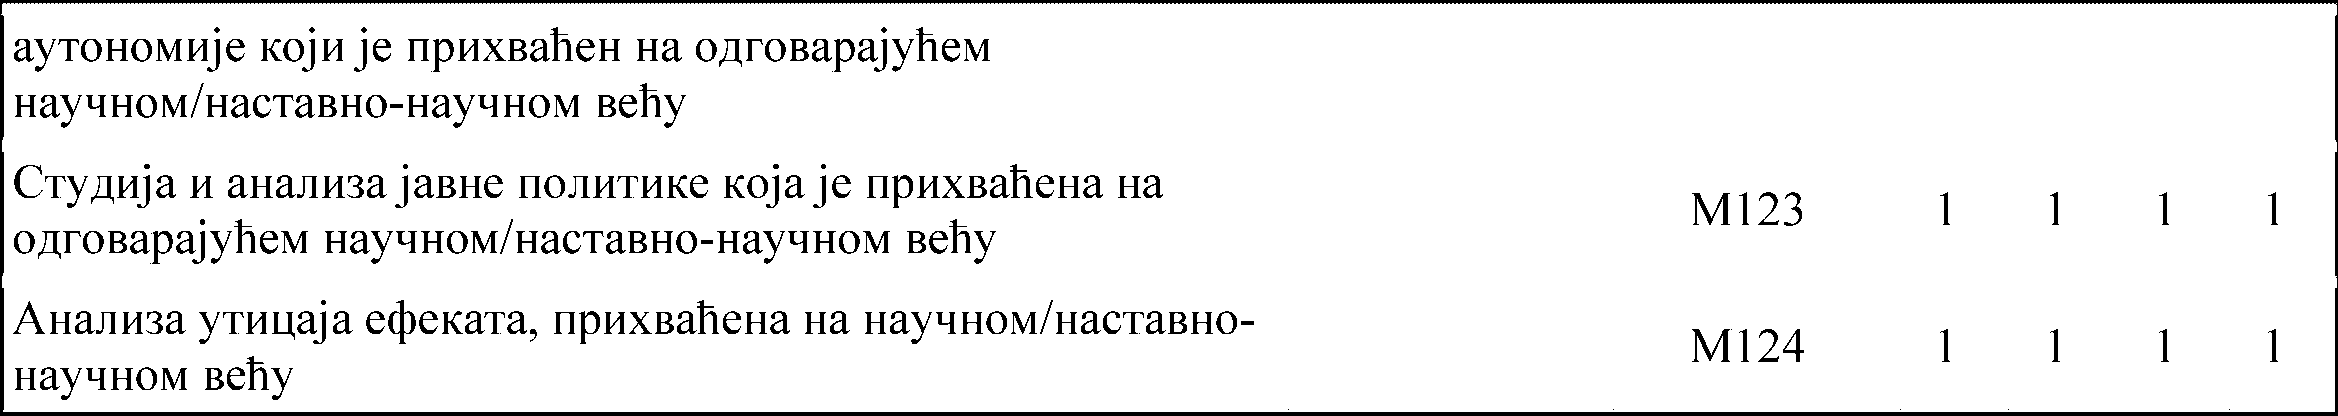 аутономије који је прихваћен на одговарајућем
научном/наставно-научном већу
Студија и анализа јавне политике која је прихваћена на
одговарајућем научном/наставно-научном већу
М123 1 1 1 1
Анализа утицаја ефеката, прихваћена на научном/наставно-
научном већу
М124 1 1 1 1